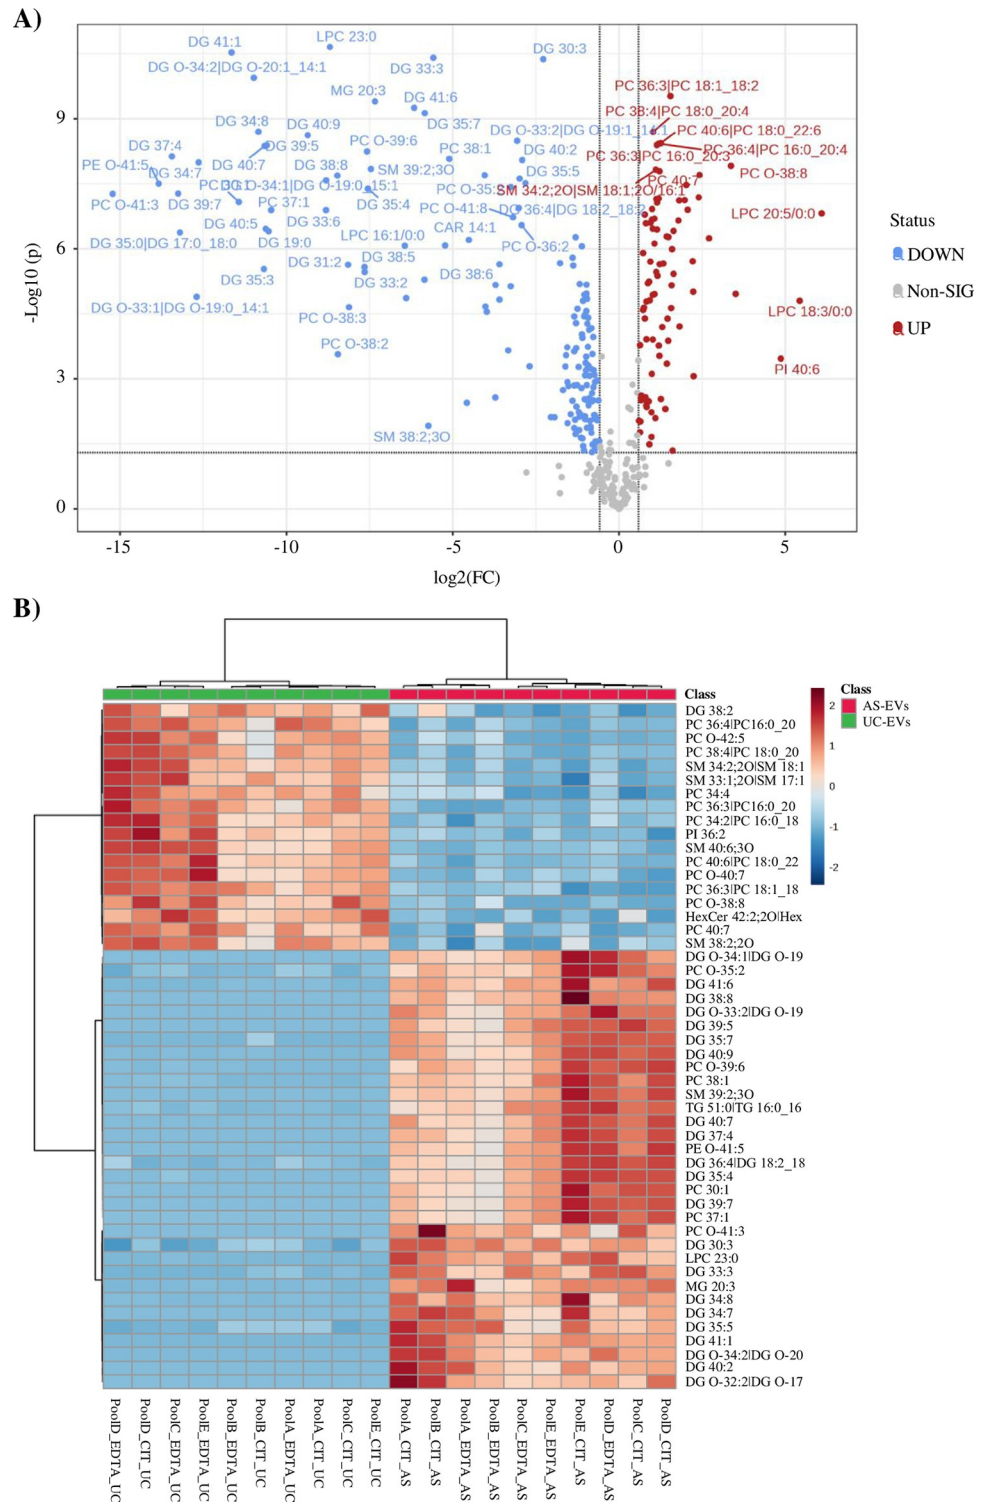 A)
DG 41:1
LPC 23:0
DG 30:3
DG O-34:2|DG O-20:1_14:1
DG 33:3
PC 36:3|PC 18:1_18:2
MG 20:3
DG 41:6
PC 38:4|PC 18:0_20:4
DG 34:8
DG 40:9
DG 35:7
DG O-33:2|DG O-19:1_14:1
PC 40:6|PC 18:0_22:6
DG 37:4
DG 39:5
PC O-39:6
PC 38:1
DG 40:2
PC 36:4|PC 16:0_20:4
PC 36:3|PC 16:0_20:3
PE O-41:5
DG 34:7
DG 40:7
DG 38:8
SM 39:2;3O
DG 35:5
PC 40:7
PC O-38:8
PC 30:1
DG O-34:1|DG O-19:0_15:1
PC O-35:2
SM 34:2;2O|SM 18:1;2O/16:1
PC O-41:3
DG 39:7
PC 37:1
DG 35:4
PC O-41:8
DG 36:4|DG 18:2_18:2
LPC 20:5/0:0
DG 40:5
DG 33:6
CAR 14:1
DG 35:0|DG 17:0_18:0
DG 19:0
LPC 16:1/0:0
PC O-36:2
DG 31:2
DG 38:5
DG 35:3
DG 33:2
DG 38:6
DG O-33:1|DG O-19:0_14:1
PC O-38:3
LPC 18:3/0:0
PC O-38:2
PI 40:6
SM 38:2;3O
9
6
3
0
-Log10 (p)
-15
-10
-5
0
5
log2(FC)
Status
DOWN
Non-SIG
UP
B)
Class
DG 38:2
PC 36:4|PC16:0_20
PC O-42:5
PC 38:4|PC 18:0_20
SM 34:2;2O|SM 18:1
SM 33:1;2O|SM 17:1
PC 34:4
PC 36:3|PC16:0_20
PC 34:2|PC 16:0_18
PI 36:2
SM 40:6;3O
PC 40:6|PC 18:0_22
PC O-40:7
PC 36:3|PC 18:1_18
PC O-38:8
HexCer 42:2;2O|Hex
PC 40:7
SM 38:2;2O
DG O-34:1|DG O-19
PC O-35:2
DG 41:6
DG 38:8
DG O-33:2|DG O-19
DG 39:5
DG 35:7
DG 40:9
PC O-39:6
PC 38:1
SM 39:2;3O
TG 51:0|TG 16:0_16
DG 40:7
DG 37:4
PE O-41:5
DG 36:4|DG 18:2_18
DG 35:4
PC 30:1
DG 39:7
PC 37:1
PC O-41:3
DG 30:3
LPC 23:0
DG 33:3
MG 20:3
DG 34:8
DG 34:7
DG 35:5
DG 41:1
DG O-34:2|DG O-20
DG 40:2
DG O-32:2|DG O-17
2
1
0
-1
-2
Class
AS-EVs
UC-EVs
PoolD_EDTA_UC
PoolD_CIT_UC
PoolC_EDTA_UC
PoolE_EDTA_UC
PoolB_EDTA_UC
PoolB_CIT_UC
PoolA_EDTA_UC
PoolA_CIT_UC
PoolC_CIT_UC
PoolE_CIT_UC
PoolA_CIT_AS
PoolB_CIT_AS
PoolA_EDTA_AS
PoolB_EDTA_AS
PoolC_EDTA_AS
PoolE_EDTA_AS
PoolE_CIT_AS
PoolD_EDTA_AS
PoolC_CIT_AS
PoolD_CIT_AS